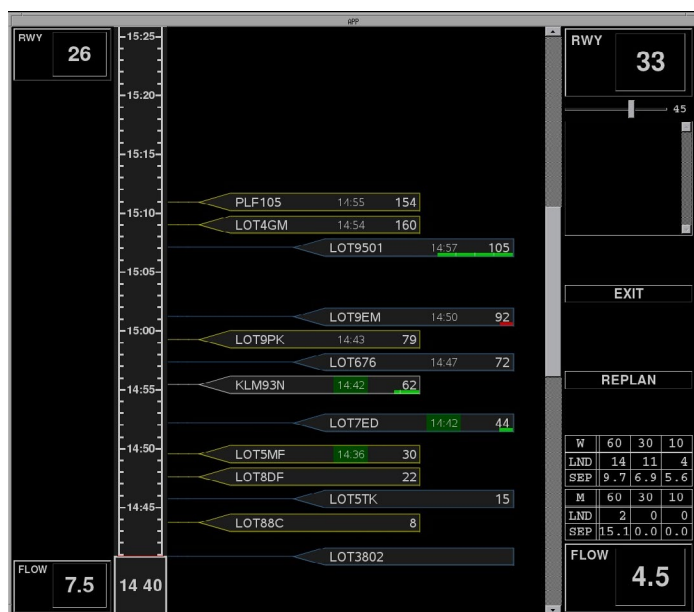 APP
RWY
26
15:25
15:20
15:15
15:10
15:05
15:00
14:55
14:50
14:45
PLF105 14:55 154
LOT4GM 14:54 160
LOT9501 14:57 105
LOT9EM 14:50 92
LOT9PK 14:43 79
LOT676 14:47 72
KLM93N 14:42 62
LOT7ED 14:42 44
LOT5MF 14:36 30
LOT8DF 22
LOT5TK 15
LOT88C 8
LOT3802
FLOW
7.5
14 40
RWY
33
45
EXIT
REPLAN
W 60 30 10
LND 14 11 4
SEP 9.7 6.9 5.6
M 60 30 10
LND 2 0 0
SEP 15.1 0.0 0.0
FLOW
4.5